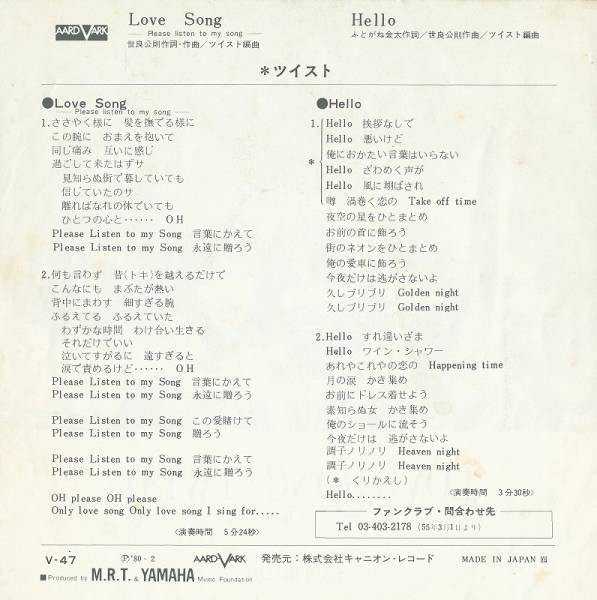 AARDVARK
Love Song
Please listen to my song
世良公則作詞・作曲／ツイスト編曲
Hello
ふとがね金太作詞／世良公則作曲／ツイスト編曲
＊ツイスト
●Love Song
Please listen to my song
1.ささやく様に 髪を撫でる様に
この腕に おまえを抱いて
同じ痛み 互いに感じ
過ごして来たはずサ
見知らぬ街で暮していても
信じていたのサ
離ればなれの体でいても
ひとつの心と…… OH
Please Listen to my Song 言葉にかえて
Please Listen to my Song 永遠に贈ろう
2.何も言わず 昔(トキ)を越えるだけで
こんなにも まぶたが熱い
背中にまわす 細すぎる腕
ふるえてる ふるえていた
わずかな時間 わけ合い生きる
それだけでいい
泣いてすがるに 遠すぎると
涙で責めるけど…… OH
Please Listen to my Song 言葉にかえて
Please Listen to my Song 永遠に贈ろう
Please Listen to my Song この愛賭けて
Please Listen to my Song 贈ろう
Please Listen to my Song 言葉にかえて
Please Listen to my Song 永遠に贈ろう
OH please OH please
Only love song Only love song I sing for.....
〈演奏時間 5分24秒〉
●Hello
1.Hello 挨拶なしで
Hello 悪いけど
俺におかたい言葉はいらない
＊Hello ざわめく声が
Hello 風に翔ばされ
噂 渦巻く恋の Take off time
夜空の星をひとまとめ
お前の首に飾ろう
街のネオンをひとまとめ
俺の愛車に飾ろう
今夜だけは逃がさないよ
久しブリブリ Golden night
久しブリブリ Golden night
2.Hello すれ違いざま
Hello ワイン・シャワー
あれやこれやの恋の Happening time
月の涙 かき集め
お前にドレス着せよう
素知らぬ女 かき集め
俺のショールに流そう
今夜だけは 逃がさないよ
調子ノリノリ Heaven night
調子ノリノリ Heaven night
(＊ くりかえし)
Hello........
〈演奏時間 3分30秒〉
ファンクラブ・問合わせ先
Tel 03-403-2178 (55年3月1日より)
V-47
Ⓟ'80・2
AARDVARK
発売元：株式会社キャニオン・レコード
MADE IN JAPAN
■Produced by M.R.T. & YAMAHA Music Foundation